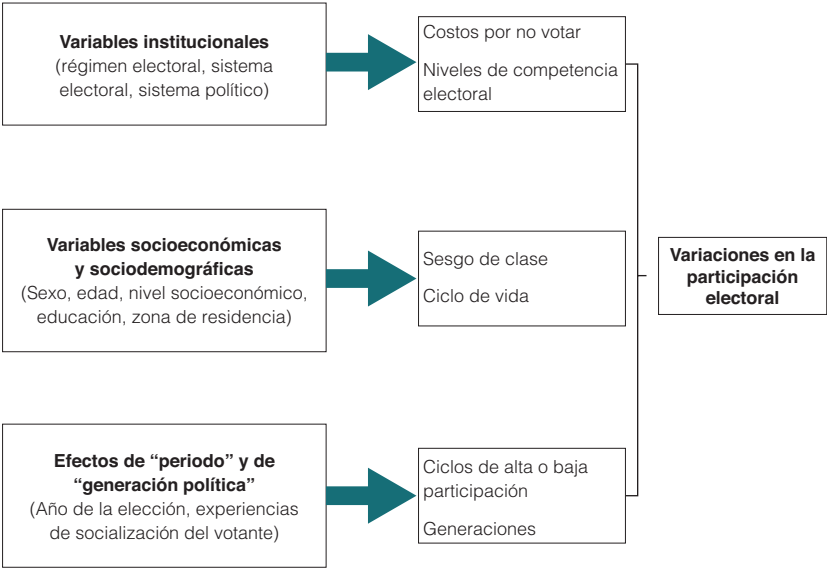 Variables institucionales
(régimen electoral, sistema
electoral, sistema político)
Costos por no votar
Niveles de competencia
electoral
Variables socioeconómicas
y sociodemográficas
(Sexo, edad, nivel socioeconómico,
educación, zona de residencia)
Sesgo de clase
Ciclo de vida
Variaciones en la
participación
electoral
Efectos de “periodo” y de
“generación política”
(Año de la elección, experiencias
de socialización del votante)
Ciclos de alta o baja
participación
Generaciones